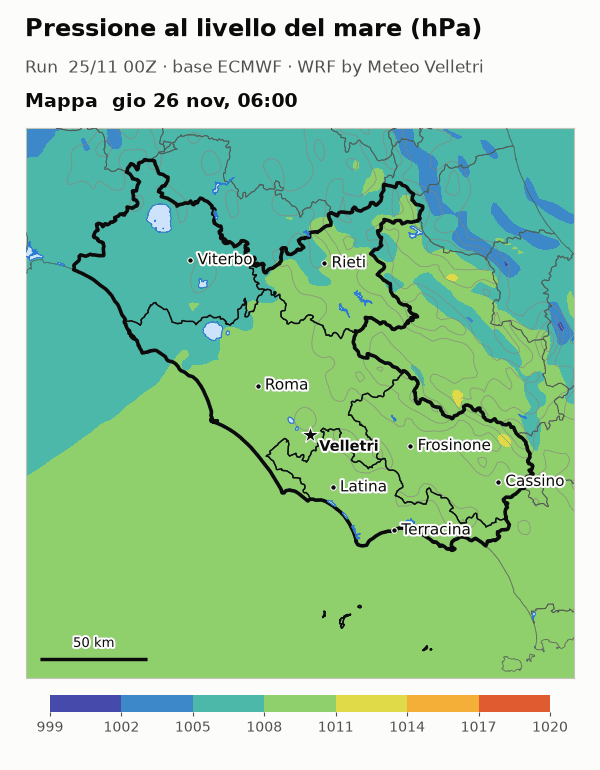 Pressione al livello del mare (hPa)
Run  25/11 00Z · base ECMWF · WRF by Meteo Velletri
Mappa  gio 26 nov, 06:00
Viterbo
Rieti
Roma
Velletri
Frosinone
Cassino
Latina
Terracina
50 km
999 1002 1005 1008 1011 1014 1017 1020